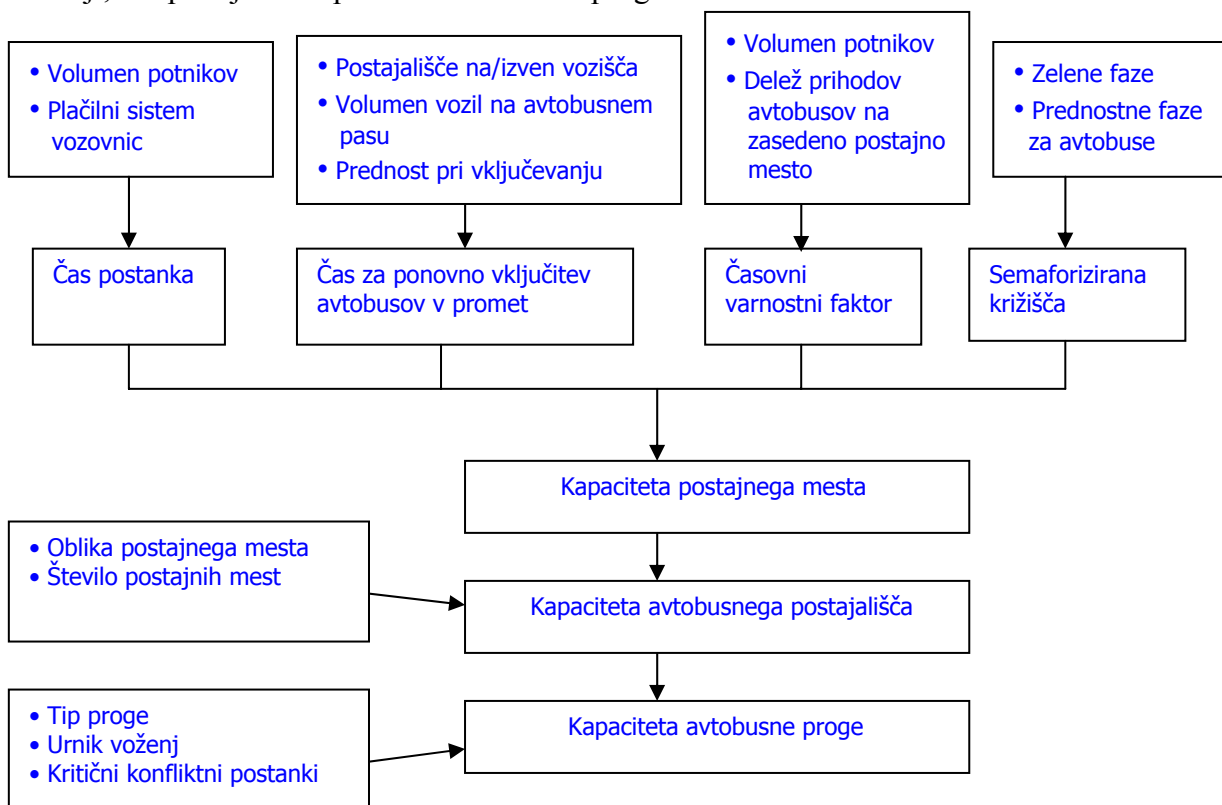 • Volumen potnikov
• Plačilni sistem
vozovnic
• Postajališče na/izven vozišča
• Volumen vozil na avtobusnem
pasu
• Prednost pri vključevanju
• Volumen potnikov
• Delež prihodov
avtobusov na
zasedeno postajno
mesto
• Zelene faze
• Prednostne faze
za avtobuse
Čas postanka
Čas za ponovno vključitev
avtobusov v promet
Časovni
varnostni faktor
Semaforizirana
križišča
Kapaciteta postajnega mesta
• Oblika postajnega mesta
• Število postajnih mest
Kapaciteta avtobusnega postajališča
• Tip proge
• Urnik voženj
• Kritični konfliktni postanki
Kapaciteta avtobusne proge